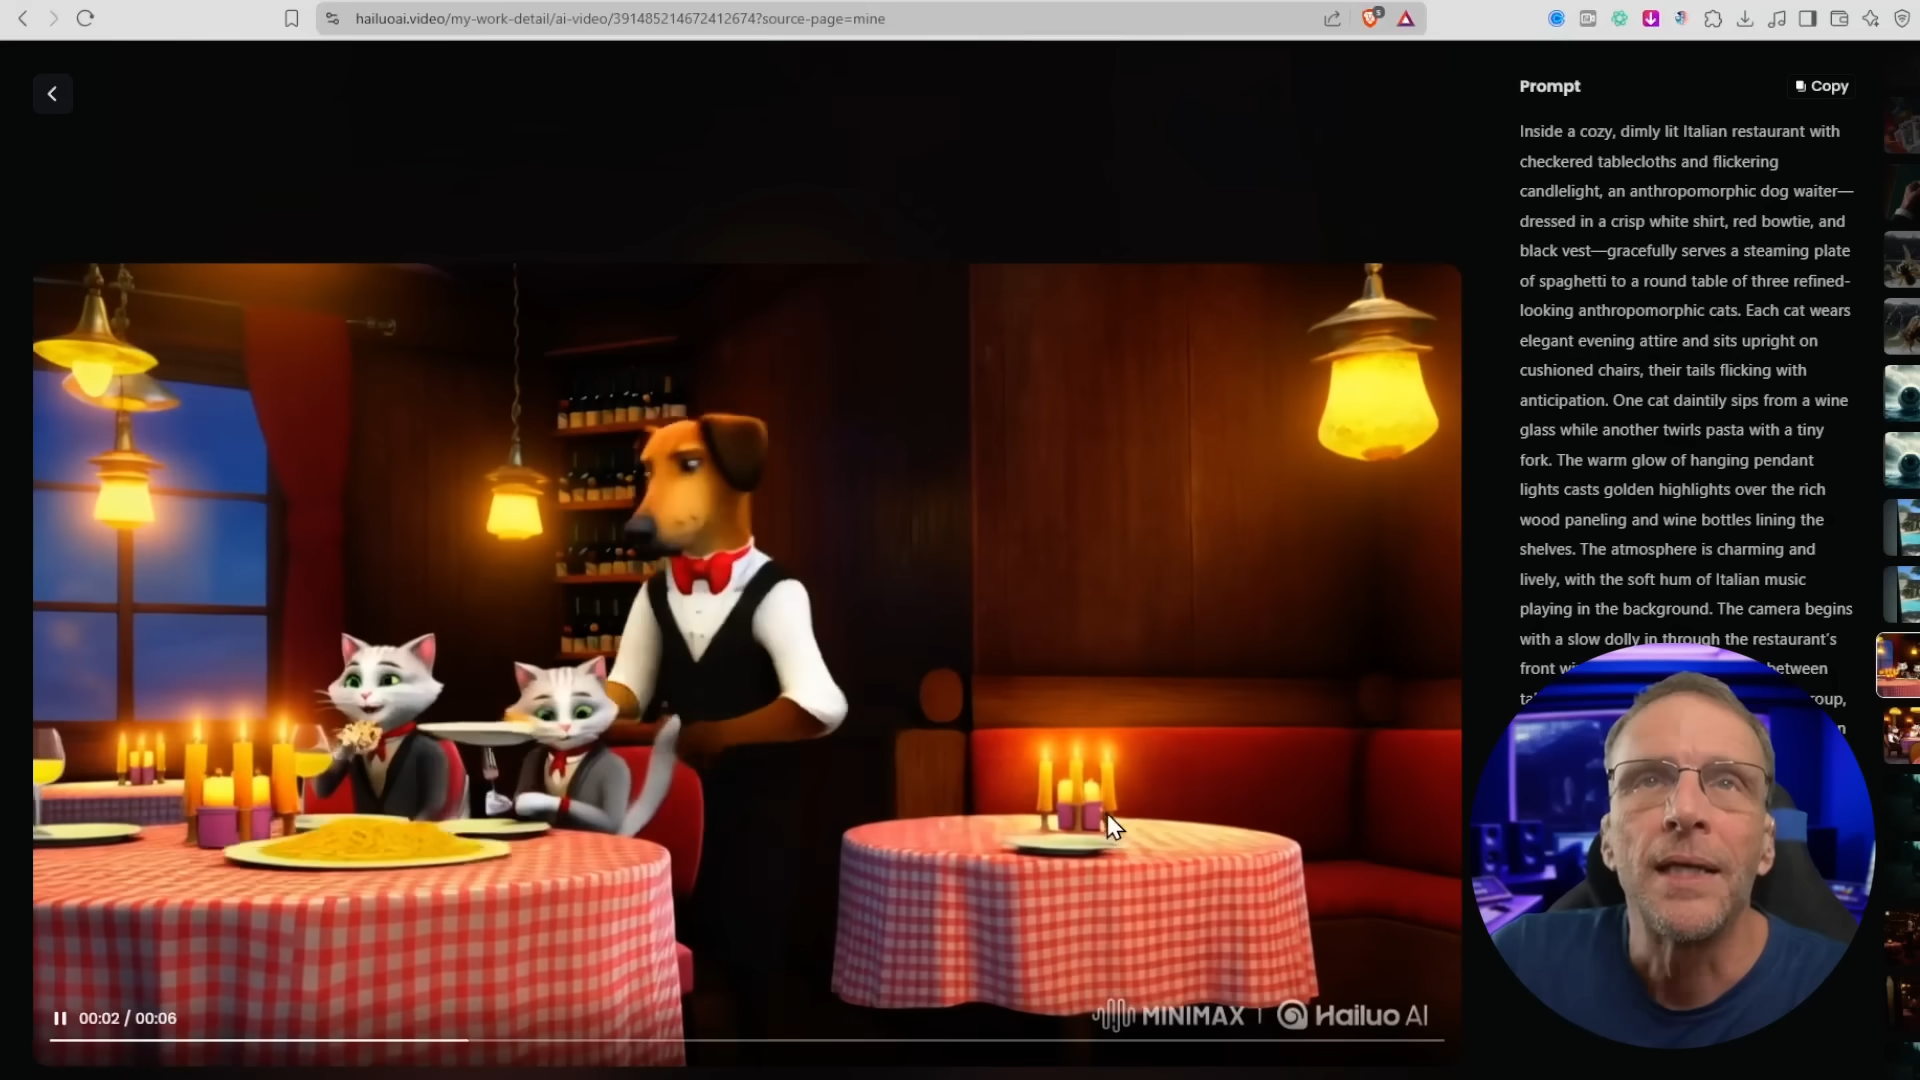 hailuoai.video/my-work-detail/ai-video/391485214672412674?source-page=mine
5
Prompt
Copy
Inside a cozy, dimly lit Italian restaurant with
checkered tablecloths and flickering
candlelight, an anthropomorphic dog waiter—
dressed in a crisp white shirt, red bowtie, and
black vest—gracefully serves a steaming plate
of spaghetti to a round table of three refined-
looking anthropomorphic cats. Each cat wears
elegant evening attire and sits upright on
cushioned chairs, their tails flicking with
anticipation. One cat daintily sips from a wine
glass while another twirls pasta with a tiny
fork. The warm glow of hanging pendant
lights casts golden highlights over the rich
wood paneling and wine bottles lining the
shelves. The atmosphere is charming and
lively, with the soft hum of Italian music
playing in the background. The camera begins
with a slow dolly in through the restaurant's
front between
00:02 / 00:06
MINIMAX | Hailuo AI